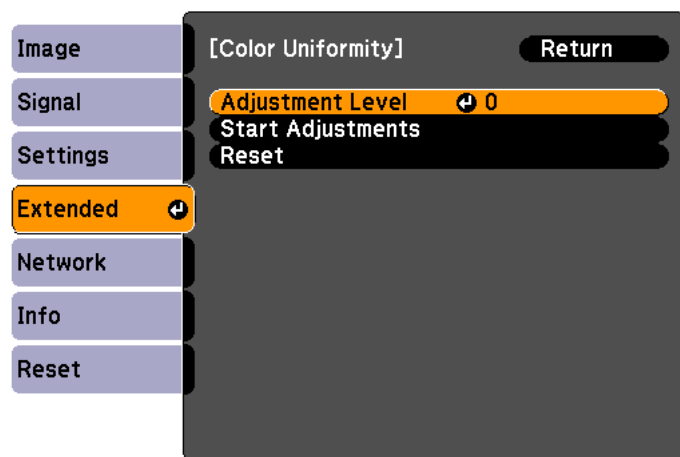 Image
Signal
Settings
Extended
Network
Info
Reset
[Color Uniformity] Return
Adjustment Level 0
Start Adjustments
Reset